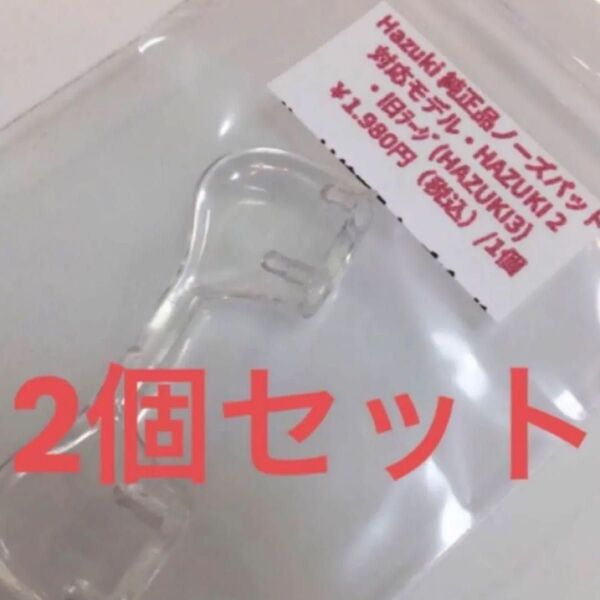 Hazuki 純正品ノーズパッド
対応モデル・HAZUKI 2
・旧ﾗｰｼﾞ (HAZUKI3)
￥1.980円（税込）/1個
2個セット